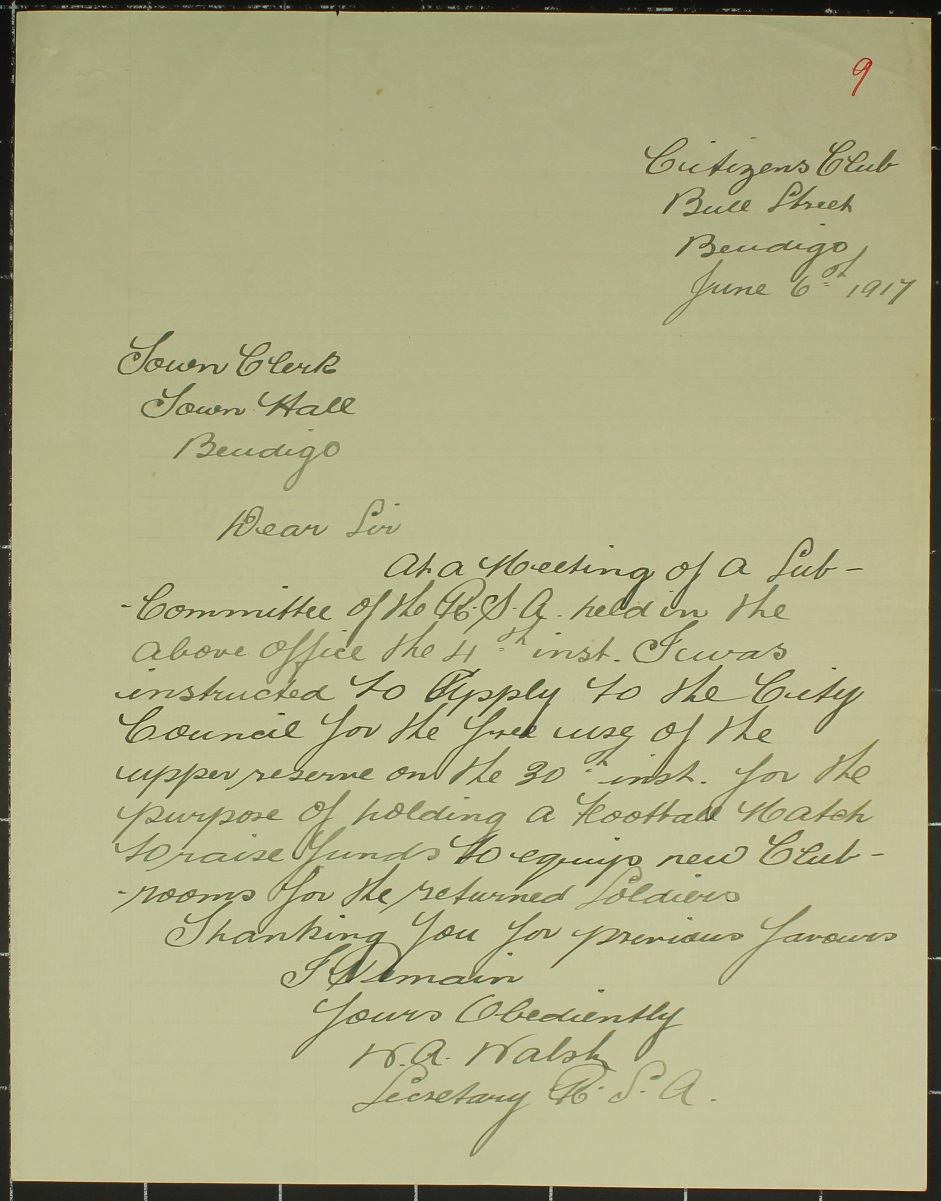 9
Citizens Club
Bull Street
Bendigo
June 6th 1917
Town Clerk
Town Hall
Bendigo
Dear Sir
At a Meeting of a Sub-
-Committee of the R.S.A. held in the
above office the 4th inst. I was
instructed to Apply to the City
Council for the free use of the
upper reserve on the 30th inst. for the
purpose of holding a Football Match
to raise funds to equip new Club-
-rooms for the returned Soldiers
Thanking you for previous favours
I Remain
Yours Obediently
W. A. Walsh
Secretary R. S. A.